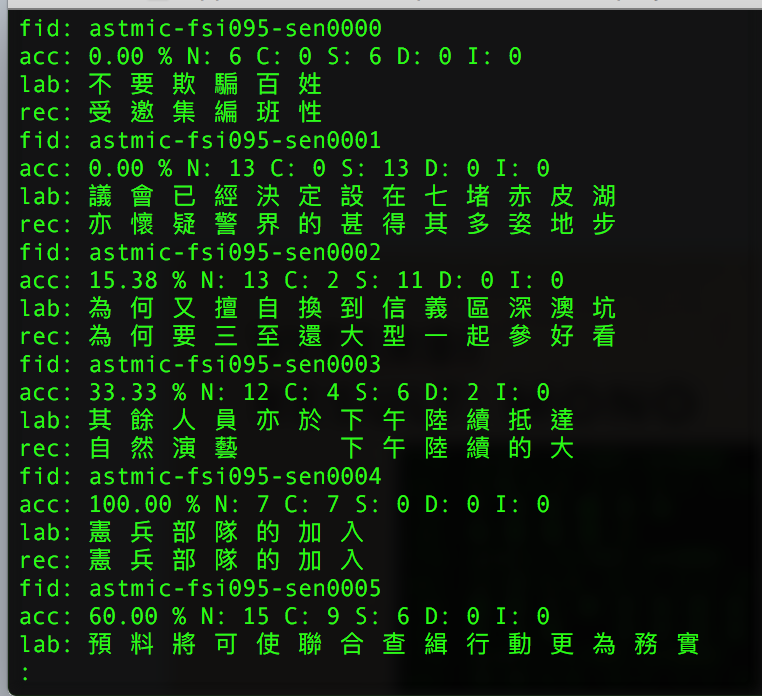 fid: astmic-fsi095-sen0000
acc: 0.00 % N: 6 C: 0 S: 6 D: 0 I: 0
lab: 不 要 欺 騙 百 姓
rec: 受 邀 集 編 班 性
fid: astmic-fsi095-sen0001
acc: 0.00 % N: 13 C: 0 S: 13 D: 0 I: 0
lab: 議 會 已 經 決 定 設 在 七 堵 赤 皮 湖
rec: 亦 懷 疑 警 界 的 甚 得 其 多 姿 地 步
fid: astmic-fsi095-sen0002
acc: 15.38 % N: 13 C: 2 S: 11 D: 0 I: 0
lab: 為 何 又 擅 自 換 到 信 義 區 深 澳 坑
rec: 為 何 要 三 至 還 大 型 一 起 參 好 看
fid: astmic-fsi095-sen0003
acc: 33.33 % N: 12 C: 4 S: 6 D: 2 I: 0
lab: 其 餘 人 員 亦 於 下 午 陸 續 抵 達
rec: 自 然 演 藝 下 午 陸 續 的 大
fid: astmic-fsi095-sen0004
acc: 100.00 % N: 7 C: 7 S: 0 D: 0 I: 0
lab: 憲 兵 部 隊 的 加 入
rec: 憲 兵 部 隊 的 加 入
fid: astmic-fsi095-sen0005
acc: 60.00 % N: 15 C: 9 S: 6 D: 0 I: 0
lab: 預 料 將 可 使 聯 合 查 緝 行 動 更 為 務 實
: